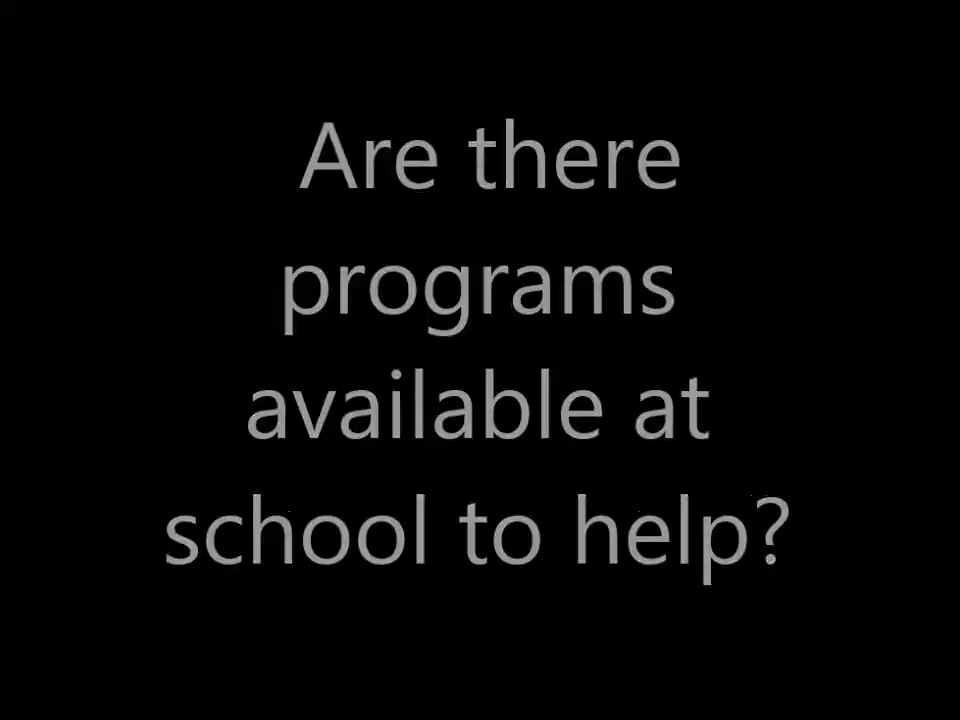 Are there
programs
available at
school to help?